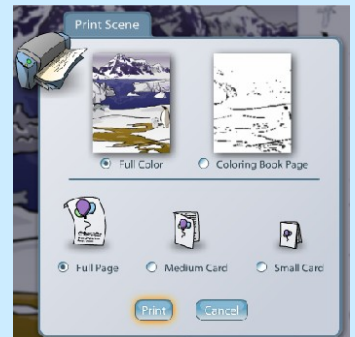 Print Scene
Full Color
Coloring Book Page
Full Page
Medium Card
Small Card
Print
Cancel